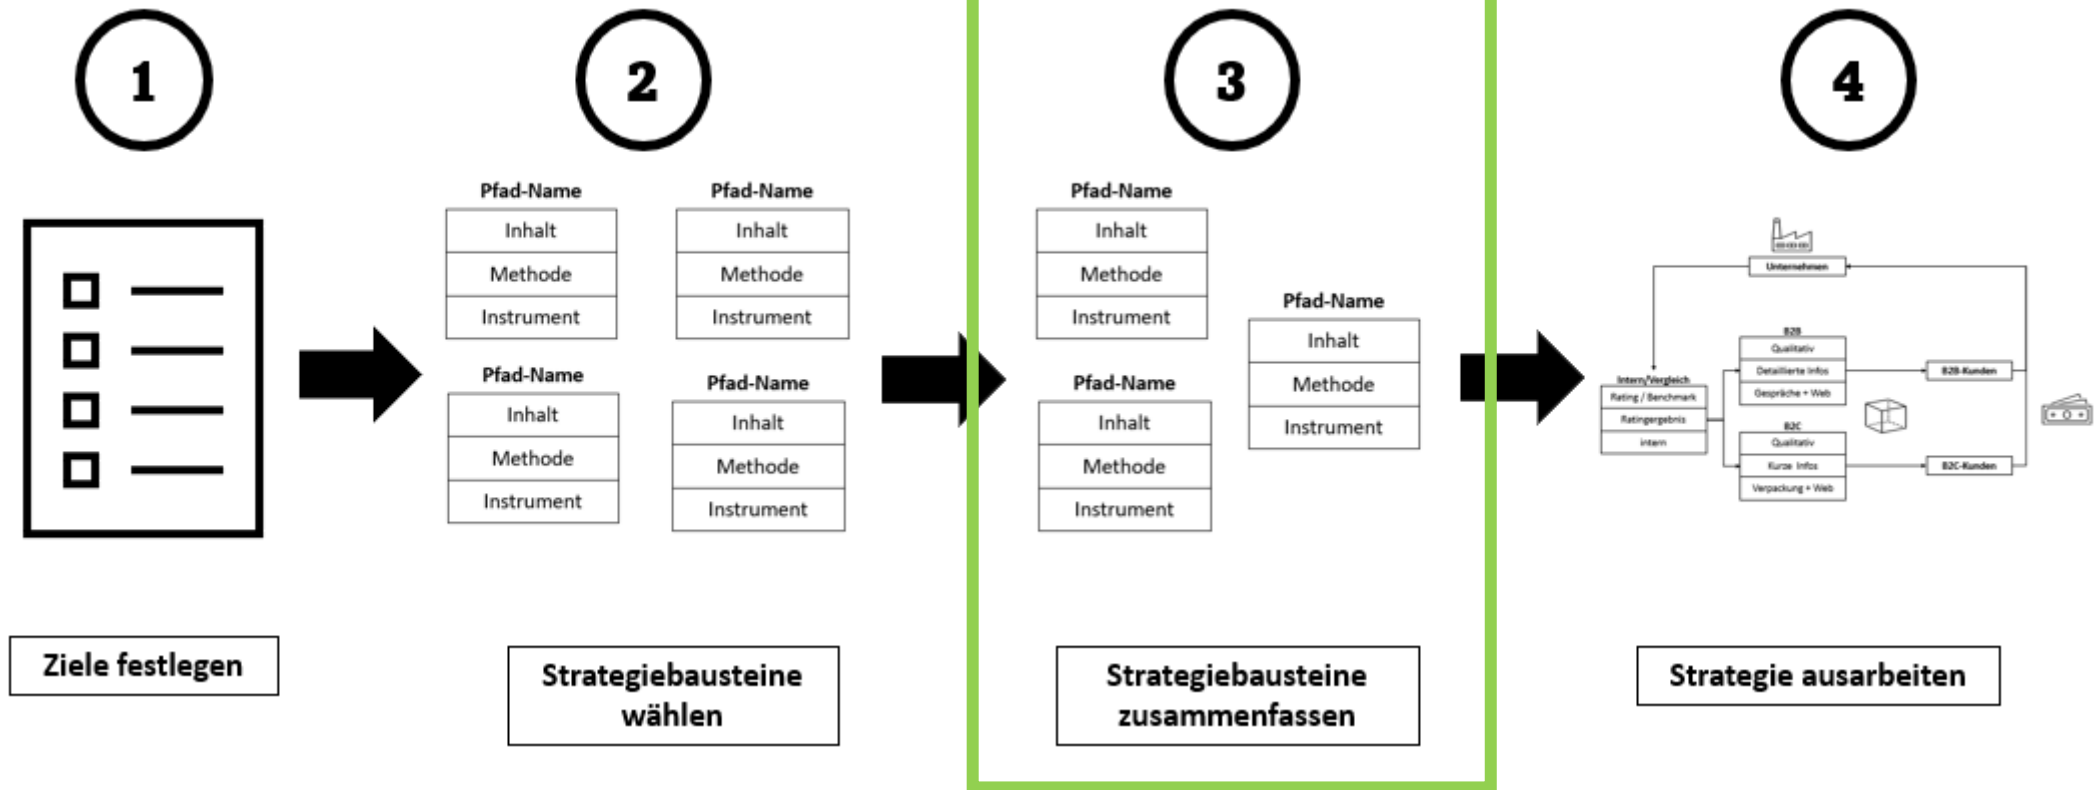 1
2
3
4
Pfad-Name
Inhalt
Methode
Instrument
Pfad-Name
Inhalt
Methode
Instrument
Pfad-Name
Inhalt
Methode
Instrument
Pfad-Name
Inhalt
Methode
Instrument
Pfad-Name
Inhalt
Methode
Instrument
Pfad-Name
Inhalt
Methode
Instrument
Pfad-Name
Inhalt
Methode
Instrument
Unternehmen
Intern/Vergleich
Rating / Benchmark
Ratingergebnis
intern
B2B
Qualitativ
Detaillierte Infos
Gespräche + Web
B2C
Qualitativ
Kurze Infos
Verpackung + Web
B2B-Kunden
B2C-Kunden
Ziele festlegen
Strategiebausteine
wählen
Strategiebausteine
zusammenfassen
Strategie ausarbeiten